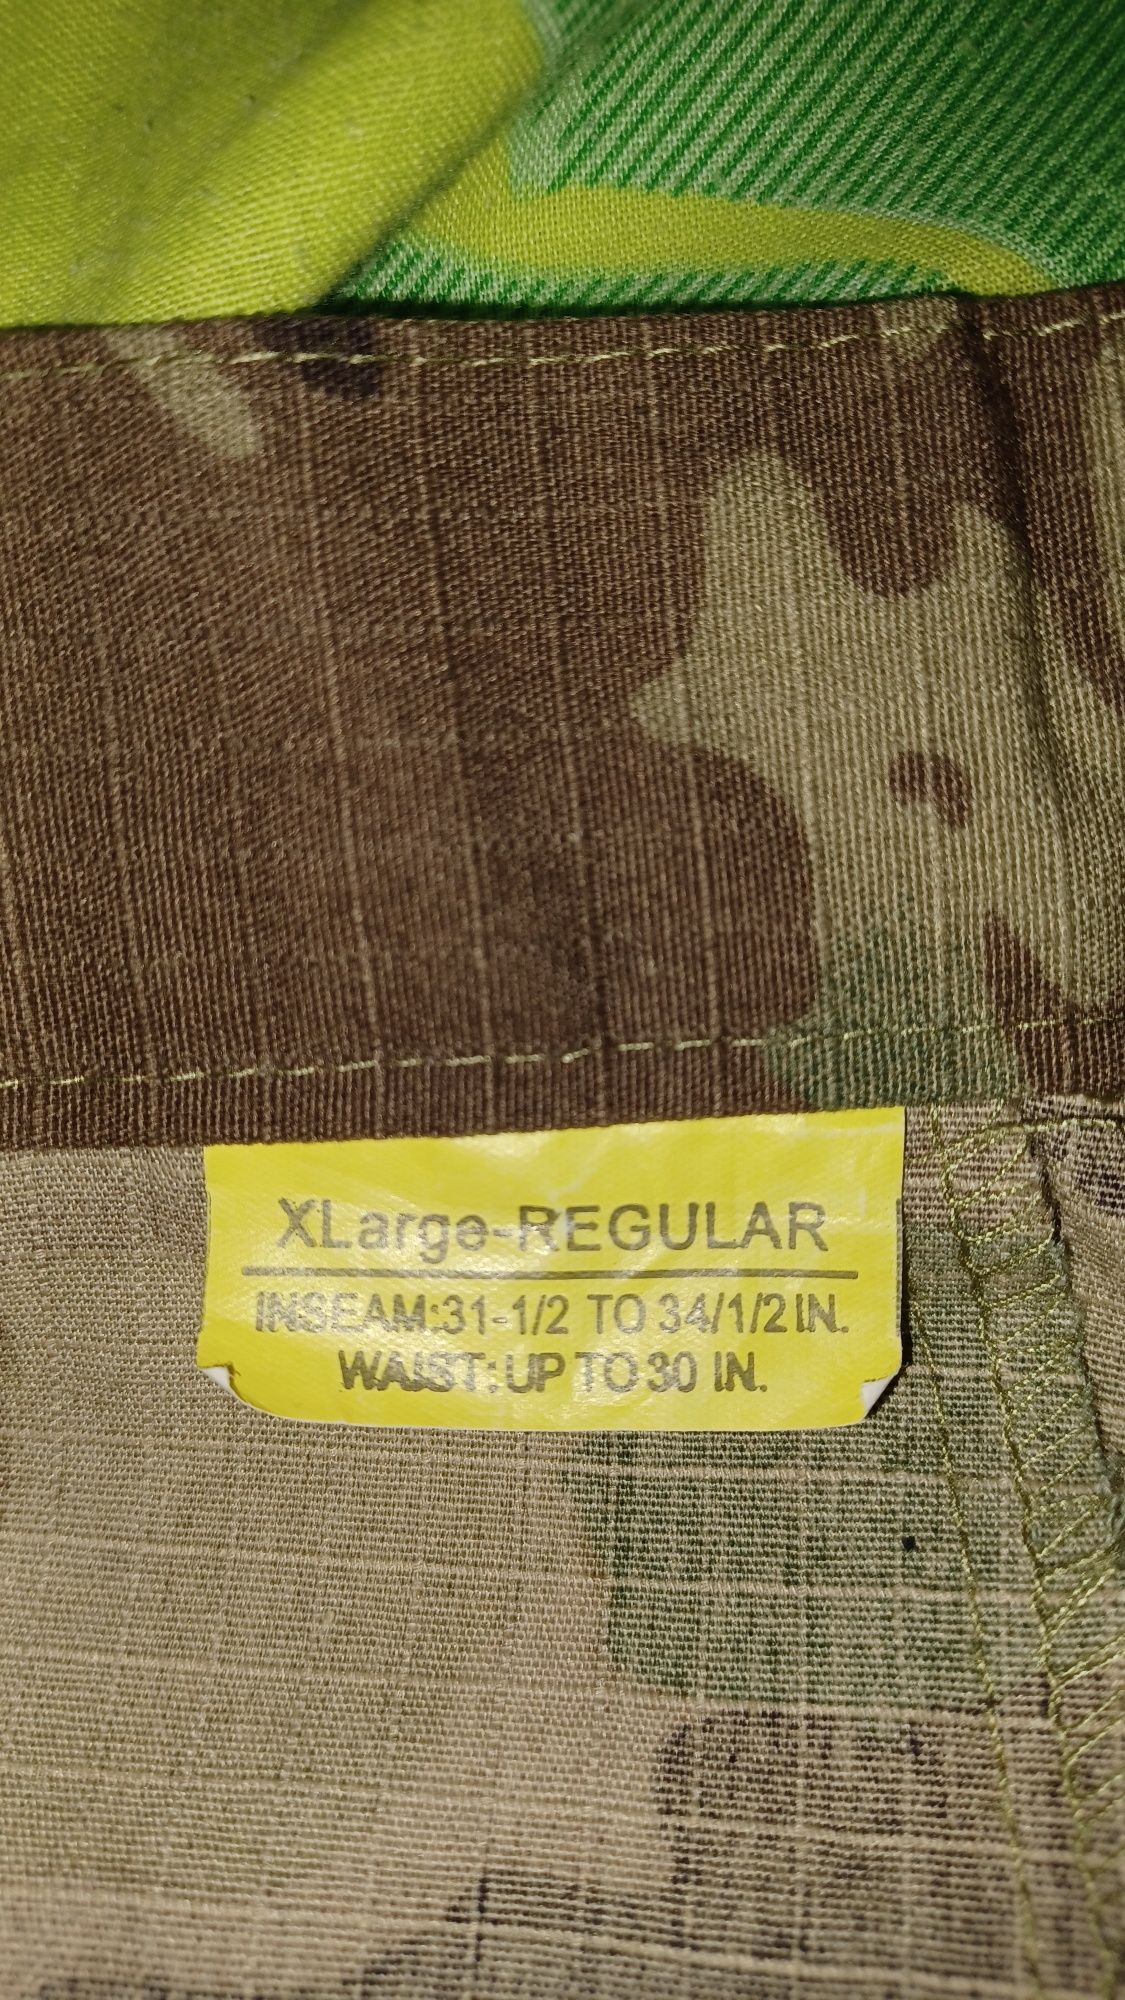 XLarge-REGULAR
INSEAM:31-1/2 TO 34/1/2 IN.
WAIST:UP TO 30 IN.